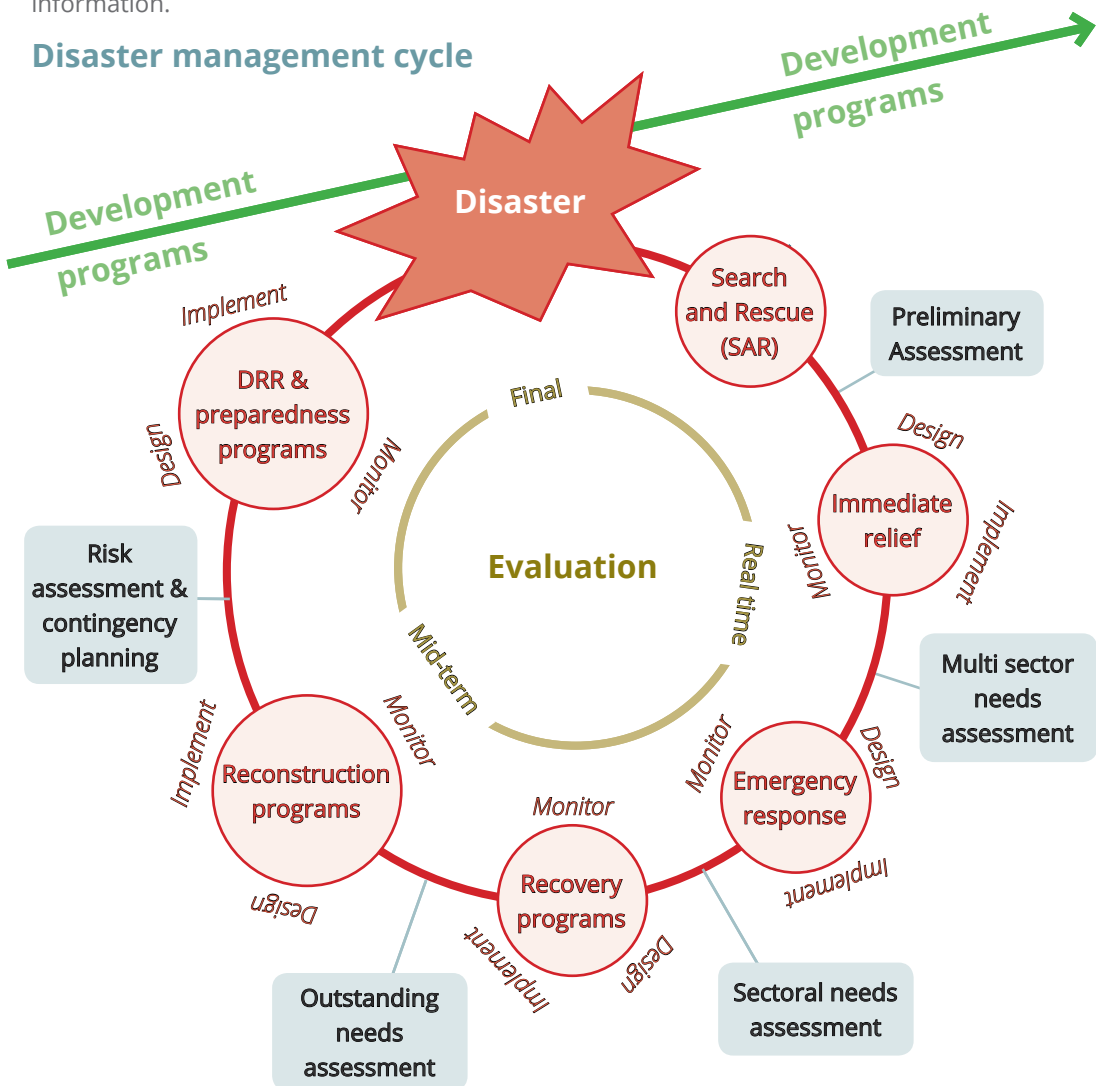 information.
Disaster management cycle
Development
programs
Development
programs
Disaster
Search
and Rescue
(SAR)
Preliminary
Assessment
Design
Implement
Monitor
Immediate
relief
Multi sector
needs
assessment
Design
Implement
Monitor
Emergency
response
Sectoral needs
assessment
Design
Implement
Monitor
Recovery
programs
Outstanding
needs
assessment
Design
Implement
Monitor
Reconstruction
programs
Risk
assessment &
contingency
planning
Design
Implement
Monitor
DRR &
preparedness
programs
Final
Real time
Mid-term
Evaluation